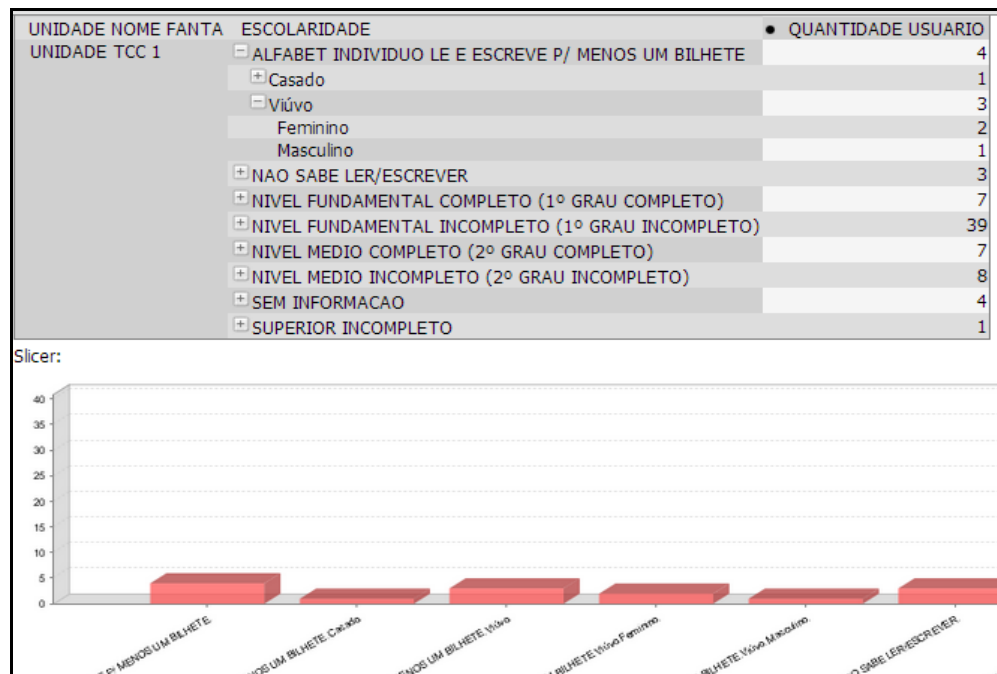 UNIDADE NOME FANTA ESCOLARIDADE ● QUANTIDADE USUARIO
UNIDADE TCC 1 ALFABET INDIVIDUO LE E ESCREVE P/ MENOS UM BILHETE 4
Casado 1
Viúvo 3
Feminino 2
Masculino 1
NAO SABE LER/ESCREVER 3
NIVEL FUNDAMENTAL COMPLETO (1º GRAU COMPLETO) 7
NIVEL FUNDAMENTAL INCOMPLETO (1º GRAU INCOMPLETO) 39
NIVEL MEDIO COMPLETO (2º GRAU COMPLETO) 7
NIVEL MEDIO INCOMPLETO (2º GRAU INCOMPLETO) 8
SEM INFORMACAO 4
SUPERIOR INCOMPLETO 1
Slicer:
40
35
30
25
20
15
10
5
0
P/ MENOS UM BILHETE
UM BILHETE.Casado
MENOS UM BILHETE.Viúvo
BILHETE.Viúvo.Feminino
BILHETE.Viúvo.Masculino
SABE LER/ESCREVER